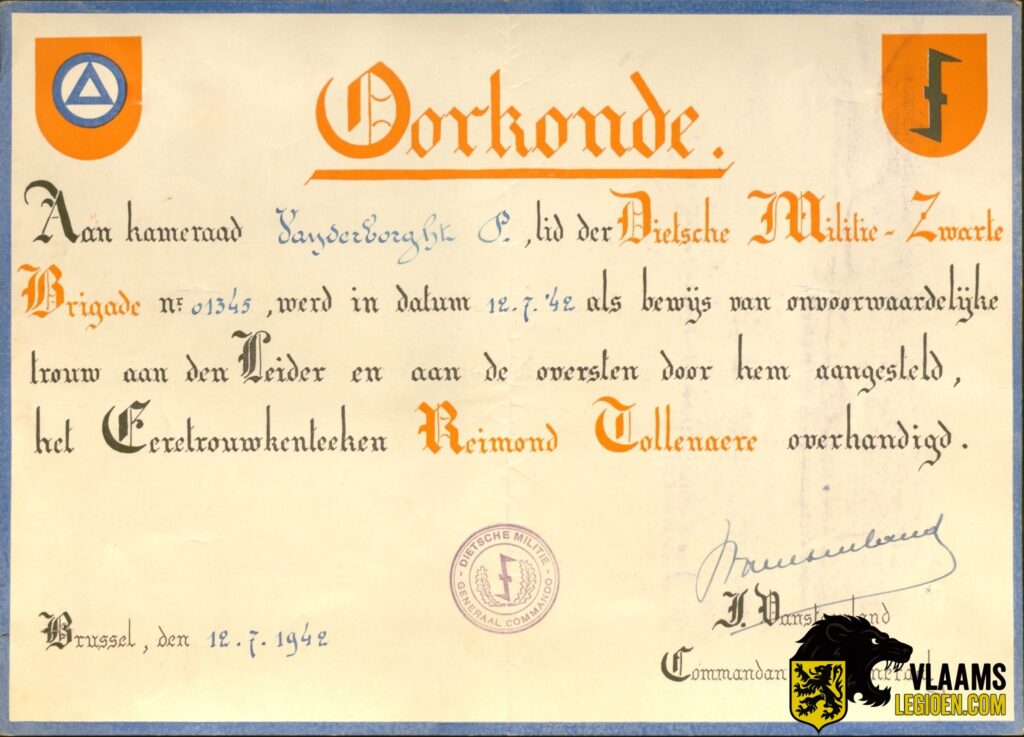 Oorkonde.
Aan kameraad Vanderborght P., lid der Dietsche Militie - Zwarte
Brigade nr 01345, werd in datum 12.7.'42 als bewijs van onvoorwaardelijke
trouw aan den Leider en aan de oversten door hem aangesteld,
het Eeretrouwkenteeken Reimond Tollenaere overhandigd.
DIETSCHE MILITIE
GENERAAL COMMANDO
Brussel, den 12.7.1942
J.
VLAAMS
LEGIOEN.COM